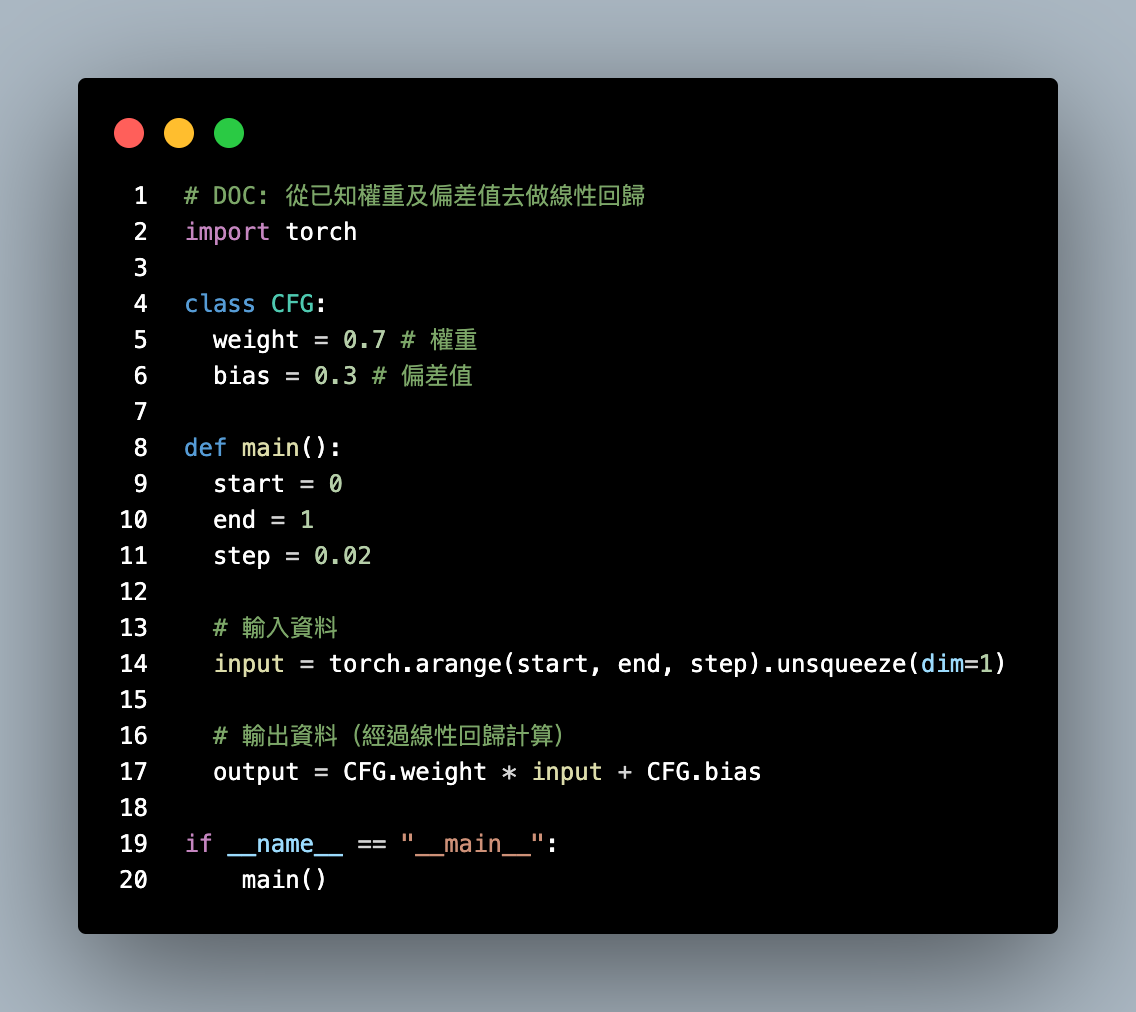 1 # DOC: 從已知權重及偏差值去做線性回歸
2 import torch
3
4 class CFG:
5   weight = 0.7 # 權重
6   bias = 0.3 # 偏差值
7
8 def main():
9   start = 0
10   end = 1
11   step = 0.02
12
13   # 輸入資料
14   input = torch.arange(start, end, step).unsqueeze(dim=1)
15
16   # 輸出資料（經過線性回歸計算）
17   output = CFG.weight * input + CFG.bias
18
19 if __name__ == "__main__":
20     main()